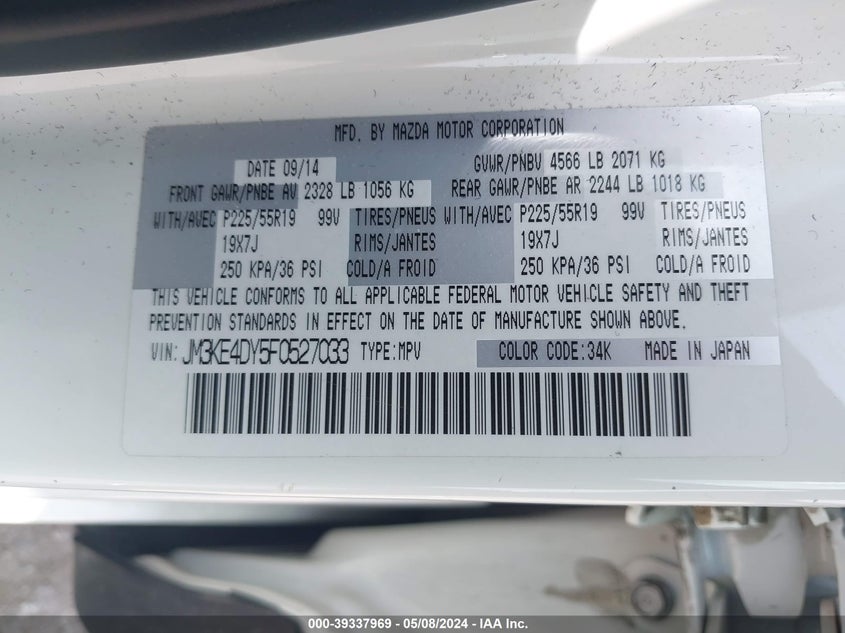 MFD. BY MAZDA MOTOR CORPORATION
DATE 09/14 GVWR/PNBV 4566 LB 2071 KG
FRONT GAWR/PNBE AV 2328 LB 1056 KG REAR GAWR/PNBE AR 2244 LB 1018 KG
WITH/AVEC P225/55R19 99V TIRES/PNEUS WITH/AVEC P225/55R19 99V TIRES/PNEUS
19X7J RIMS/JANTES 19X7J RIMS/JANTES
250 KPA/36 PSI COLD/A FROID 250 KPA/36 PSI COLD/A FROID
THIS VEHICLE CONFORMS TO ALL APPLICABLE FEDERAL MOTOR VEHICLE SAFETY AND THEFT
PREVENTION STANDARDS IN EFFECT ON THE DATE OF MANUFACTURE SHOWN ABOVE.
VIN: JM3KE4DY5F0527033 TYPE:MPV COLOR CODE:34K MADE IN JAPAN
000-39337969 - 05/08/2024 - IAA Inc.